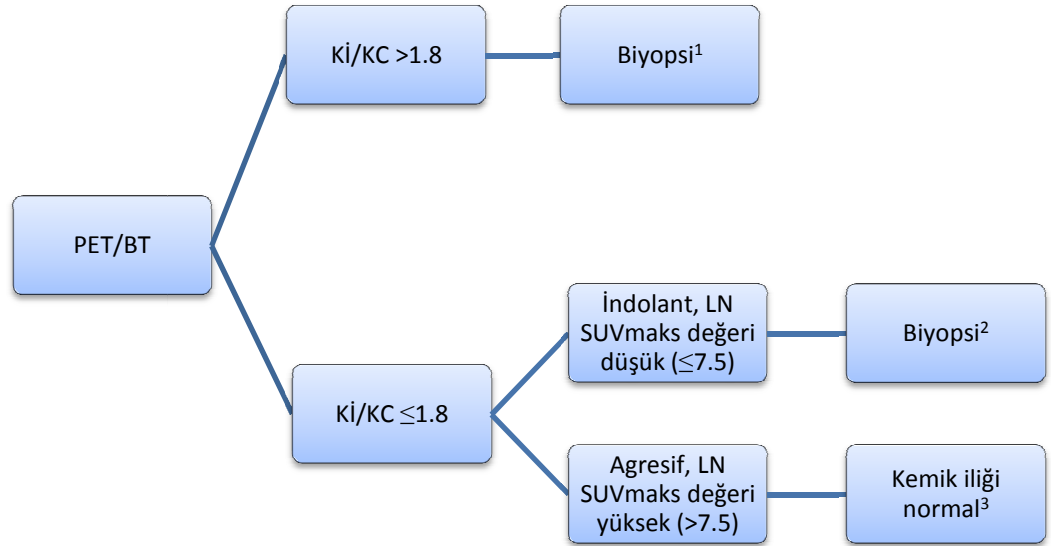 Kİ/KC >1.8
Biyopsi¹
PET/BT
İndolant, LN
SUVmaks değeri
düşük (≤7.5)
Biyopsi²
Kİ/KC ≤1.8
Agresif, LN
SUVmaks değeri
yüksek (>7.5)
Kemik iliği
normal³